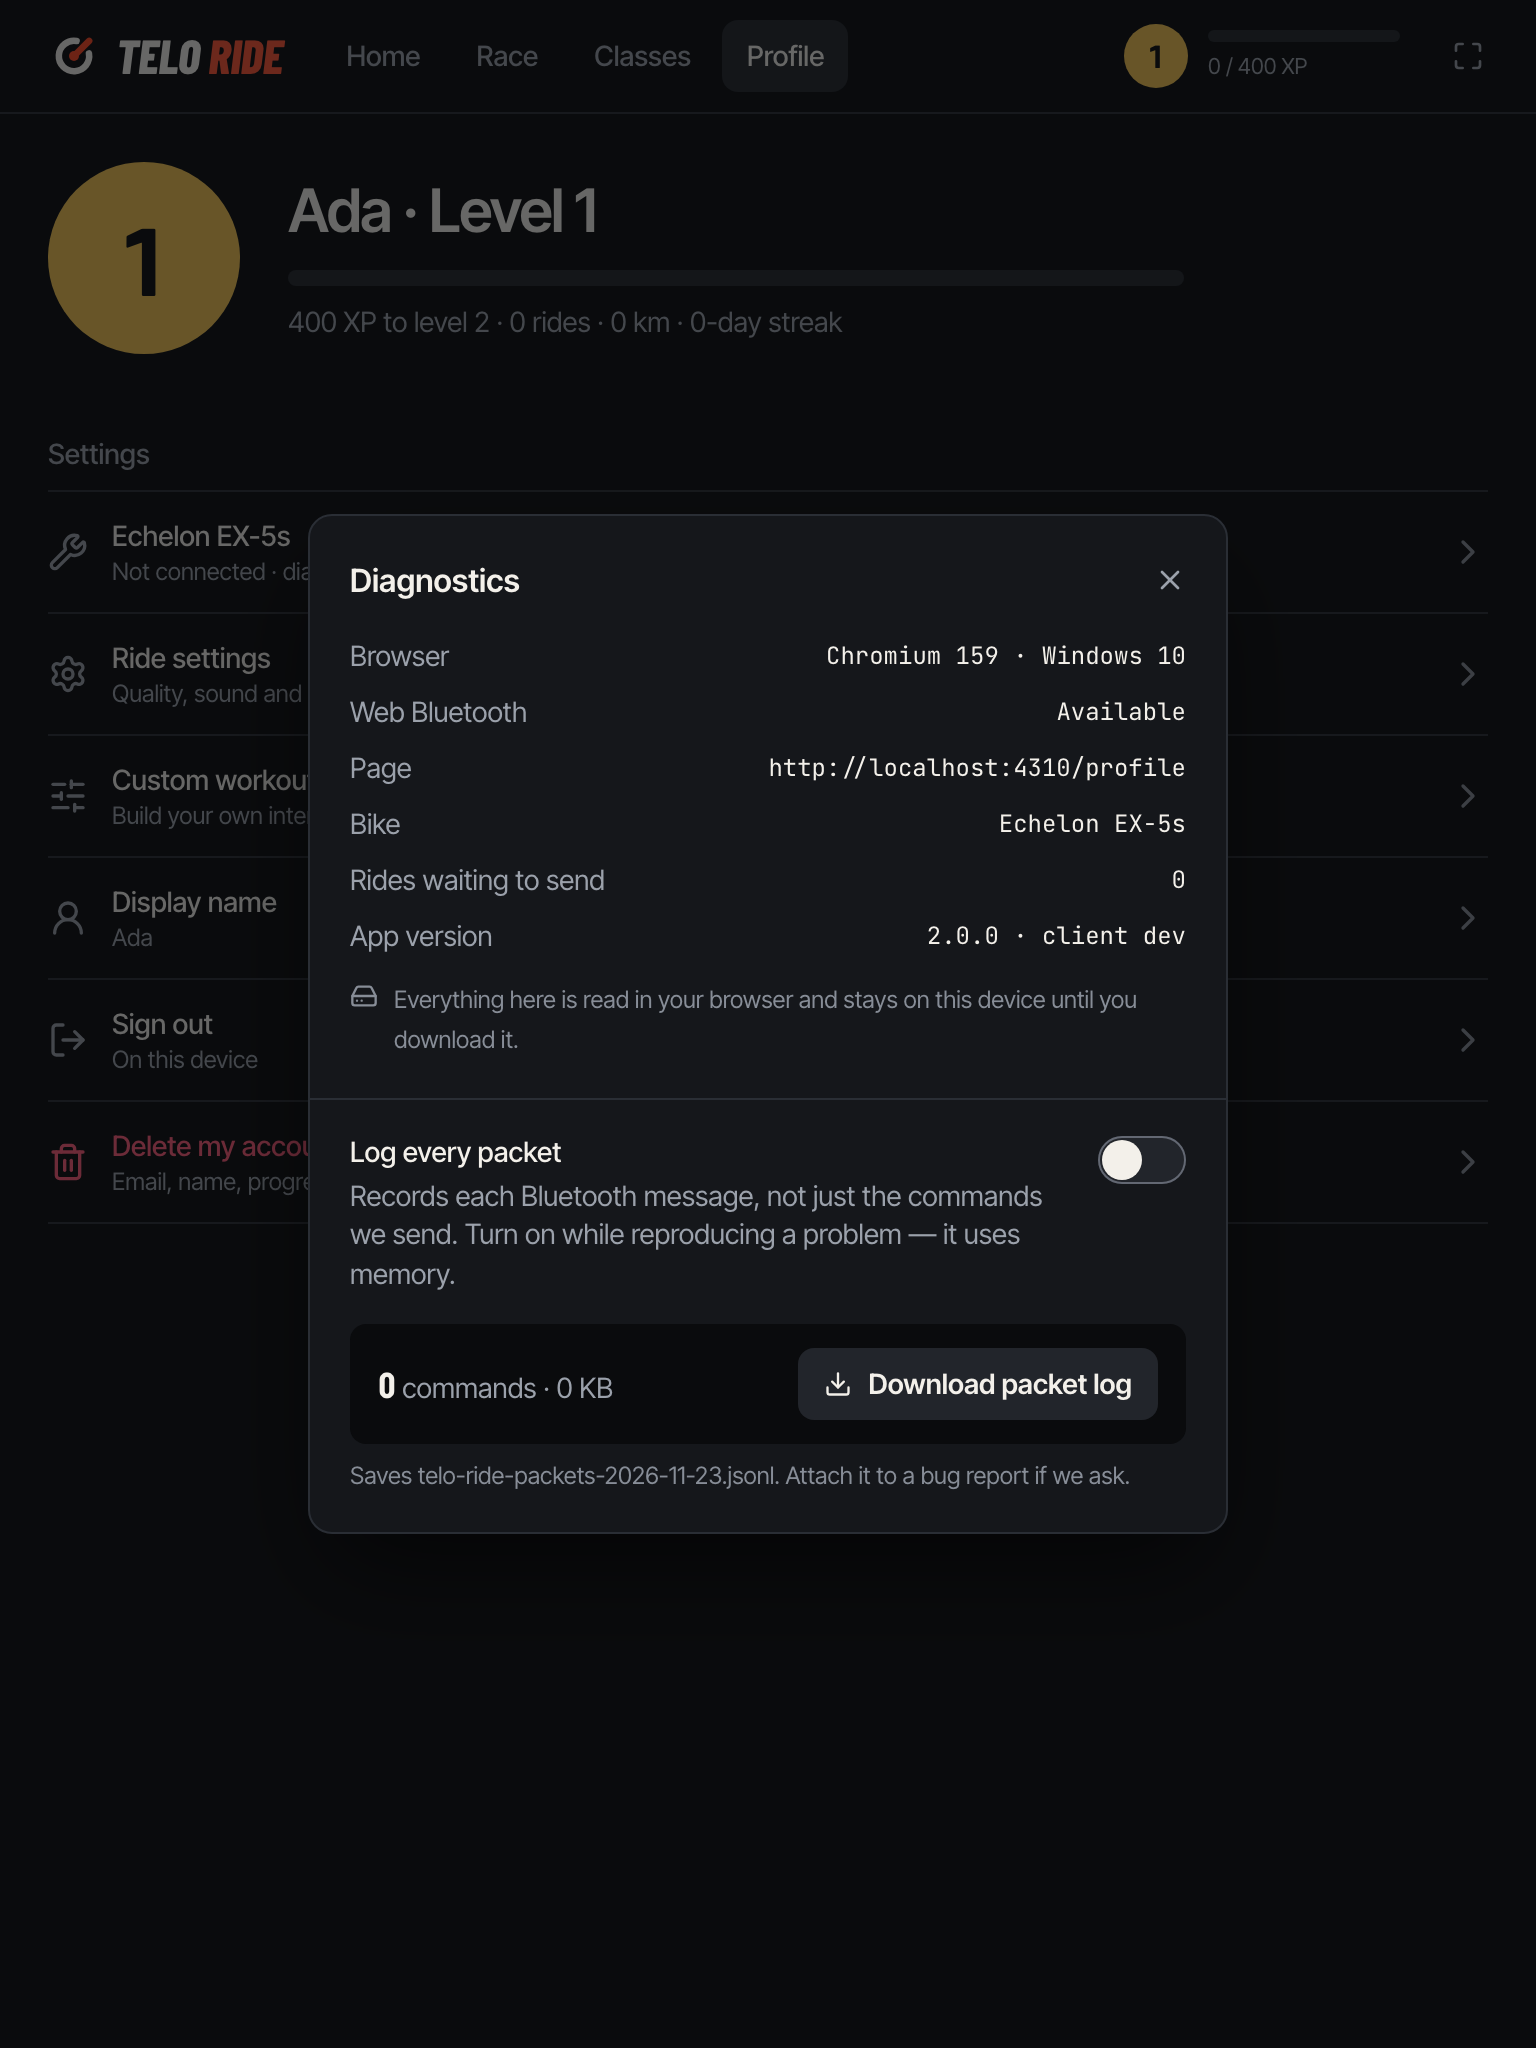 TELO RIDE
Home
Race
Classes
Profile
1
0 / 400 XP
1
Ada · Level 1
400 XP to level 2 · 0 rides · 0 km · 0-day streak
Settings
Echelon EX-5s
Not connected · dia
Ride settings
Quality, sound and
Custom workou
Build your own inte
Display name
Ada
Sign out
On this device
Delete my accou
Email, name, progre
Diagnostics
Browser
Chromium 159 · Windows 10
Web Bluetooth
Available
Page
http://localhost:4310/profile
Bike
Echelon EX-5s
Rides waiting to send
0
App version
2.0.0 · client dev
Everything here is read in your browser and stays on this device until you
download it.
Log every packet
Records each Bluetooth message, not just the commands
we send. Turn on while reproducing a problem — it uses
memory.
0 commands · 0 KB
Download packet log
Saves telo-ride-packets-2026-11-23.jsonl. Attach it to a bug report if we ask.